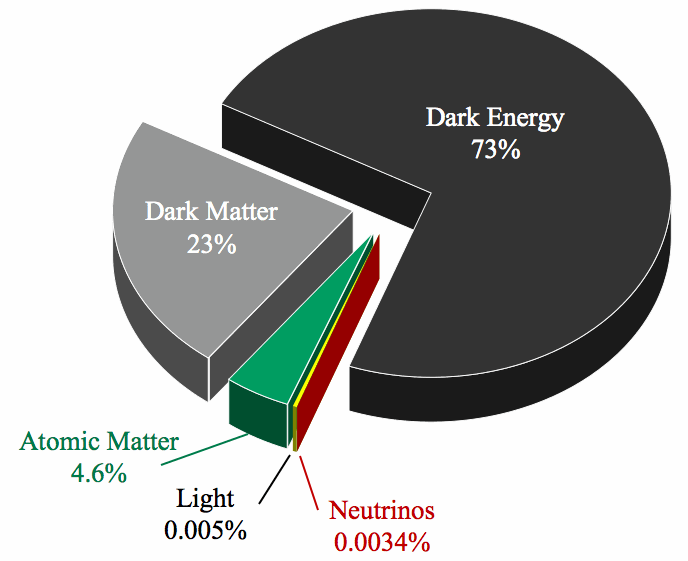 Dark Energy
73%
Dark Matter
23%
Atomic Matter
4.6%
Light
0.005%
Neutrinos
0.0034%